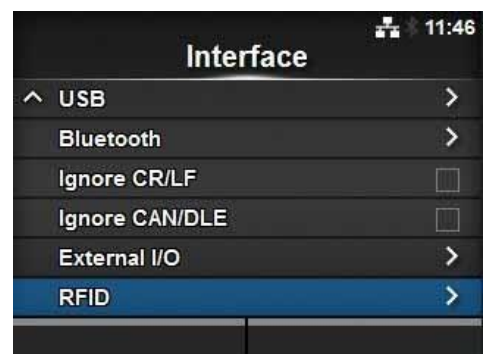 11:46
Interface
USB
Bluetooth
Ignore CR/LF
Ignore CAN/DLE
External I/O
RFID